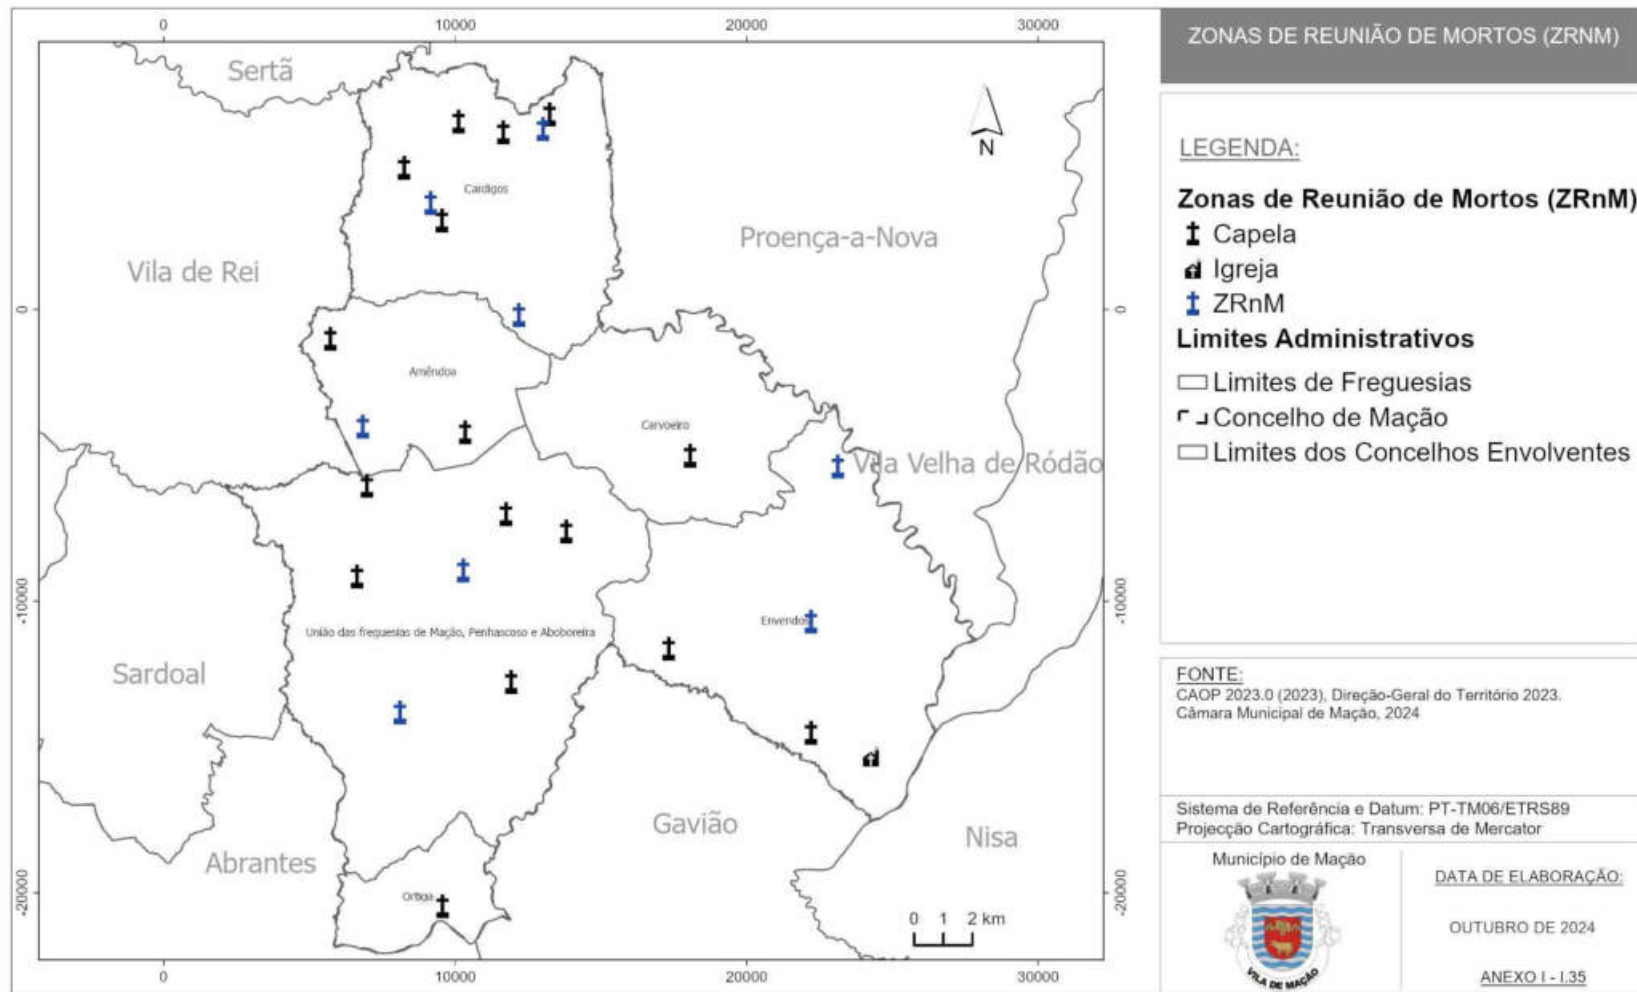 0 10000 20000 30000
Sertã
N
Cardigos
Proença-a-Nova
Vila de Rei
0
0
Amêndoa
Carvoeiro
Vila Velha de Ródão
-10000
-10000
Envendos
União das freguesias de Mação, Penhascoso e Aboboreira
Sardoal
Gavião
Nisa
Abrantes
Ortiga
-20000
-20000
0 1 2 km
0 10000 20000 30000
ZONAS DE REUNIÃO DE MORTOS (ZRNM)
LEGENDA:
Zonas de Reunião de Mortos (ZRnM)
Capela
Igreja
ZRnM
Limites Administrativos
Limites de Freguesias
Concelho de Mação
Limites dos Concelhos Envolventes
FONTE:
CAOP 2023.0 (2023), Direção-Geral do Território 2023.
Câmara Municipal de Mação, 2024
Sistema de Referência e Datum: PT-TM06/ETRS89
Projecção Cartográfica: Transversa de Mercator
Município de Mação
VILA DE MAÇÃO
DATA DE ELABORAÇÃO:
OUTUBRO DE 2024
ANEXO I - I.35